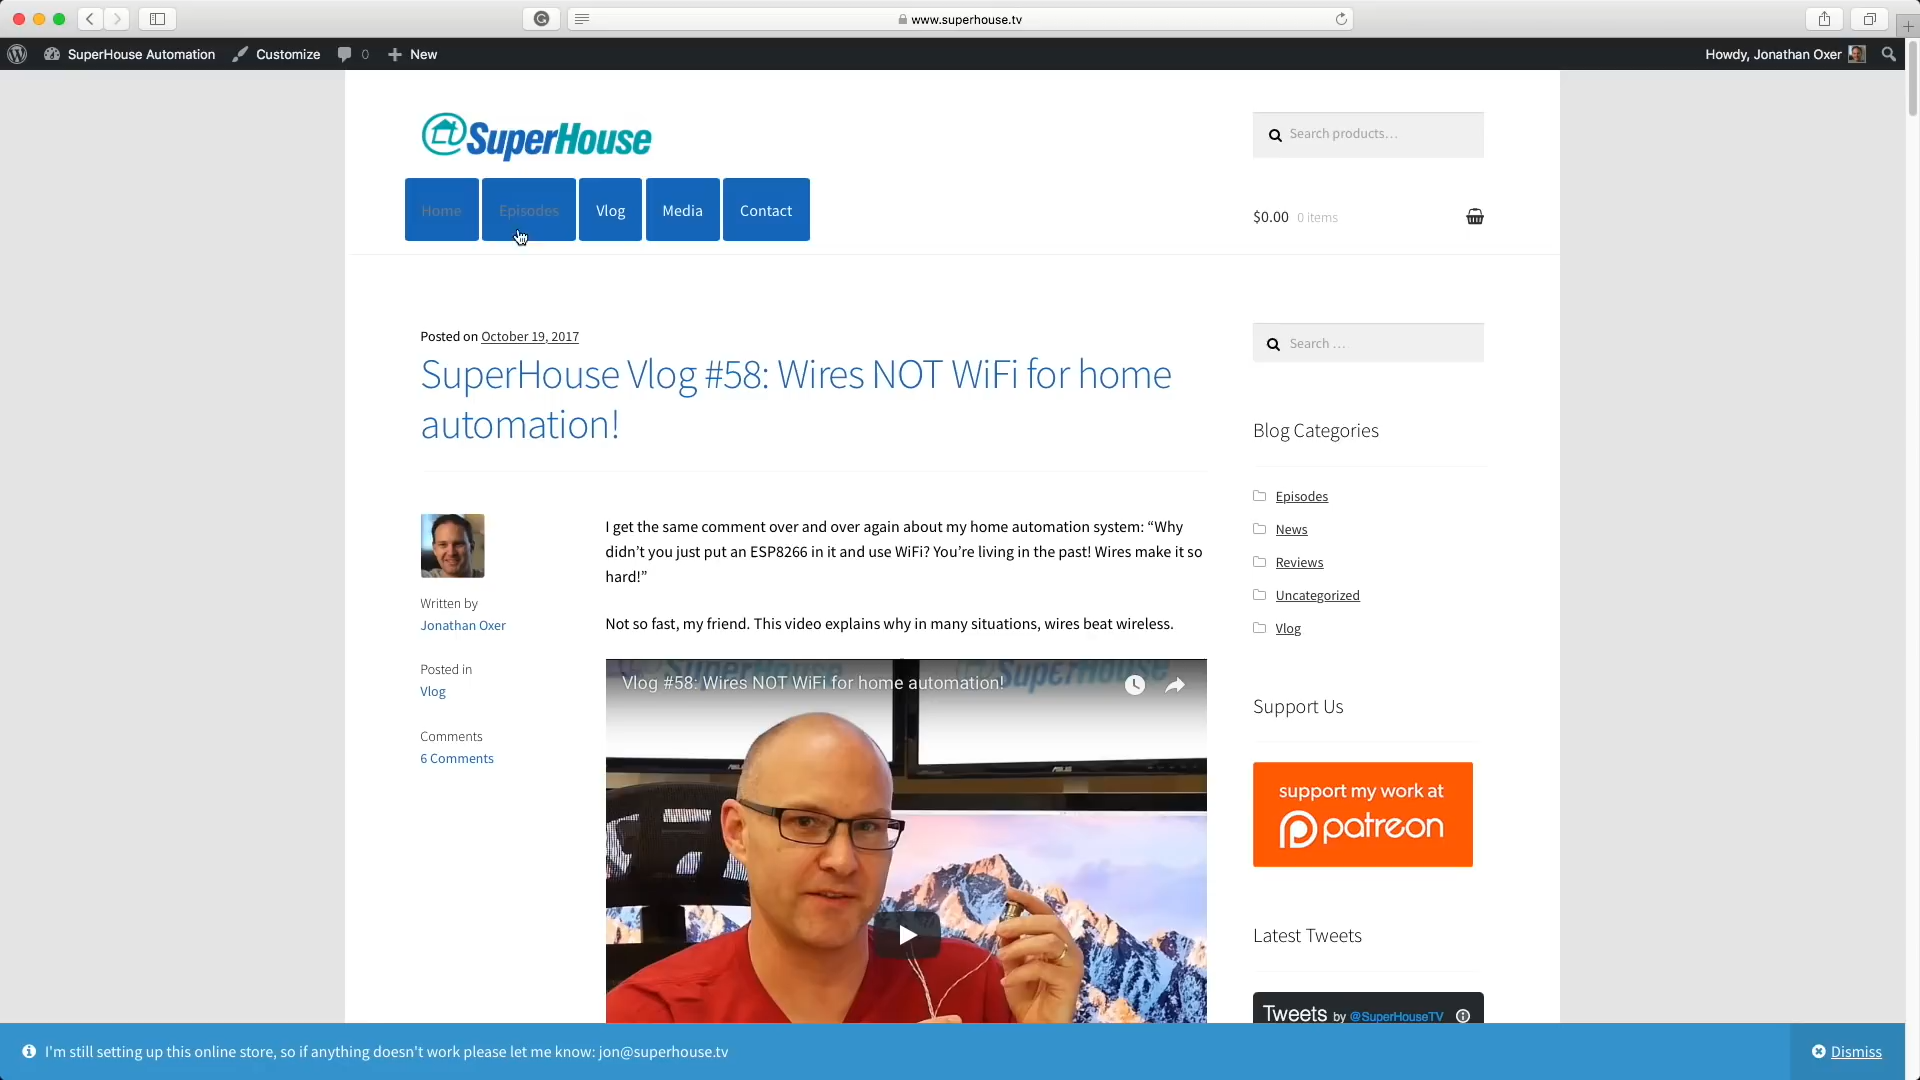 www.superhouse.tv
SuperHouse Automation
Customize
0
New
Howdy, Jonathan Oxer
@SuperHouse
Search products…
Home
Episodes
Vlog
Media
Contact
$0.00 0 items
Posted on October 19, 2017
SuperHouse Vlog #58: Wires NOT WiFi for home
automation!
Search …
Blog Categories
Episodes
News
Reviews
Uncategorized
Vlog
Written by
Jonathan Oxer
Posted in
Vlog
Comments
6 Comments
I get the same comment over and over again about my home automation system: “Why
didn’t you just put an ESP8266 in it and use WiFi? You’re living in the past! Wires make it so
hard!”
Not so fast, my friend. This video explains why in many situations, wires beat wireless.
SuperHouse
SuperHouse
Vlog #58: Wires NOT WiFi for home automation!
Support Us
support my work at
patreon
Latest Tweets
Tweets by @SuperHouseTV
I'm still setting up this online store, so if anything doesn't work please let me know: jon@superhouse.tv
Dismiss